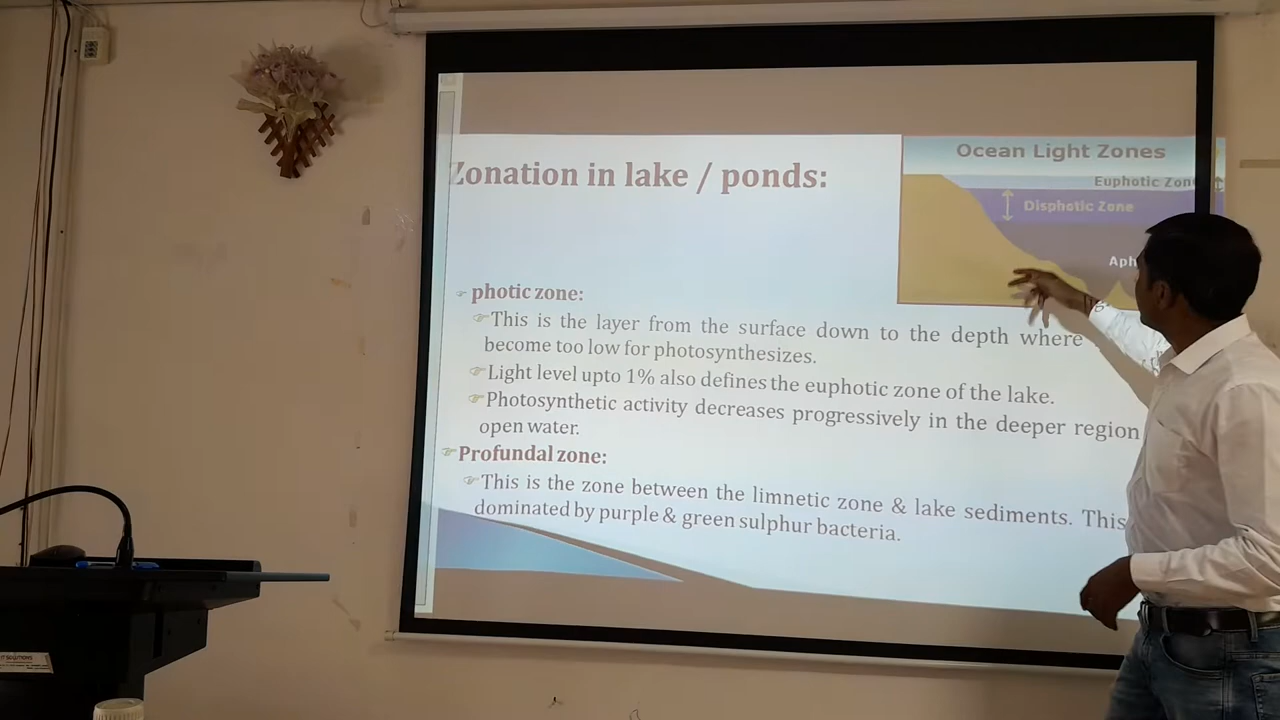 Zonation in lake / ponds:
Ocean Light Zones
Euphotic Zon
Disphotic Zone
Aph
photic zone:
This is the layer from the surface down to the depth where
become too low for photosynthesizes.
Light level upto 1% also defines the euphotic zone of the lake.
Photosynthetic activity decreases progressively in the deeper region
open water.
Profundal zone:
This is the zone between the limnetic zone & lake sediments. This
dominated by purple & green sulphur bacteria.